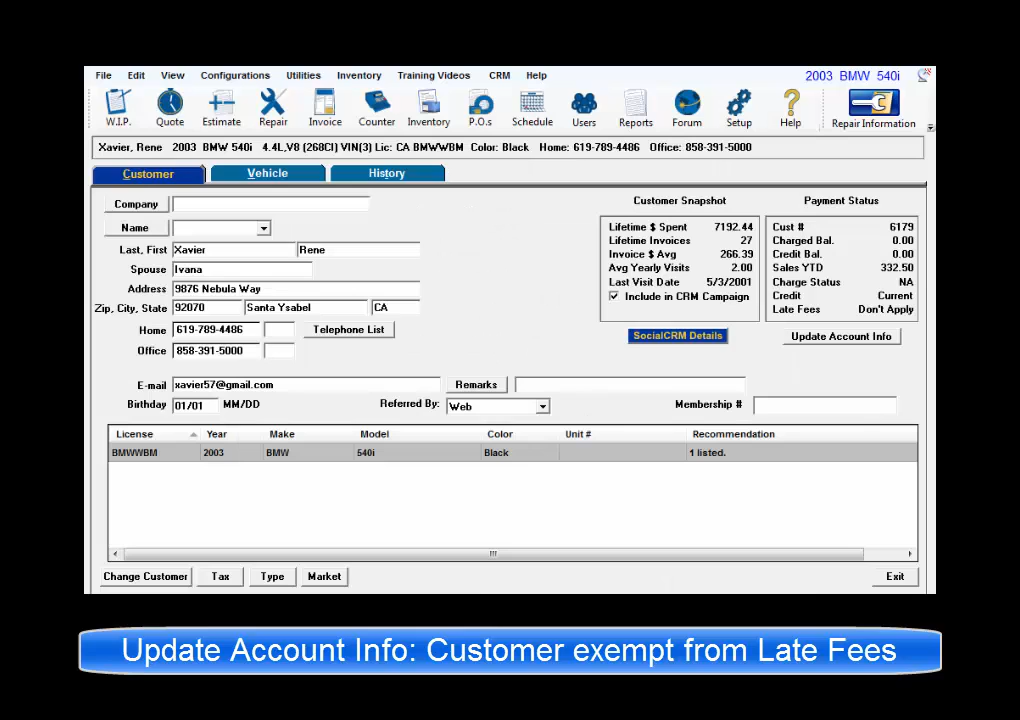 File Edit View Configurations Utilities Inventory Training Videos CRM Help 2003 BMW 540i
W.I.P. Quote Estimate Repair Invoice Counter Inventory P.O.s Schedule Users Reports Forum Setup Help Repair Information
Xavier, Rene 2003 BMW 540i 4.4L,V8 (268CI) VIN(3) Lic: CA BMWWBM Color: Black Home: 619-789-4486 Office: 858-391-5000
Customer Vehicle History
Company
Name
Last, First Xavier Rene
Spouse Ivana
Address 9876 Nebula Way
Zip, City, State 92070 Santa Ysabel CA
Home 619-789-4486 Telephone List
Office 858-391-5000
Customer Snapshot
Lifetime $ Spent 7192.44
Lifetime Invoices 27
Invoice $ Avg 266.39
Avg Yearly Visits 2.00
Last Visit Date 5/3/2001
Include in CRM Campaign
SocialCRM Details
Payment Status
Cust # 6179
Charged Bal. 0.00
Credit Bal. 0.00
Sales YTD 332.50
Charge Status NA
Credit Current
Late Fees Don't Apply
Update Account Info
E-mail xavier57@gmail.com Remarks
Birthday 01/01 MM/DD Referred By: Web Membership #
License Year Make Model Color Unit # Recommendation
BMWWBM 2003 BMW 540i Black 1 listed.
Change Customer Tax Type Market Exit
Update Account Info: Customer exempt from Late Fees